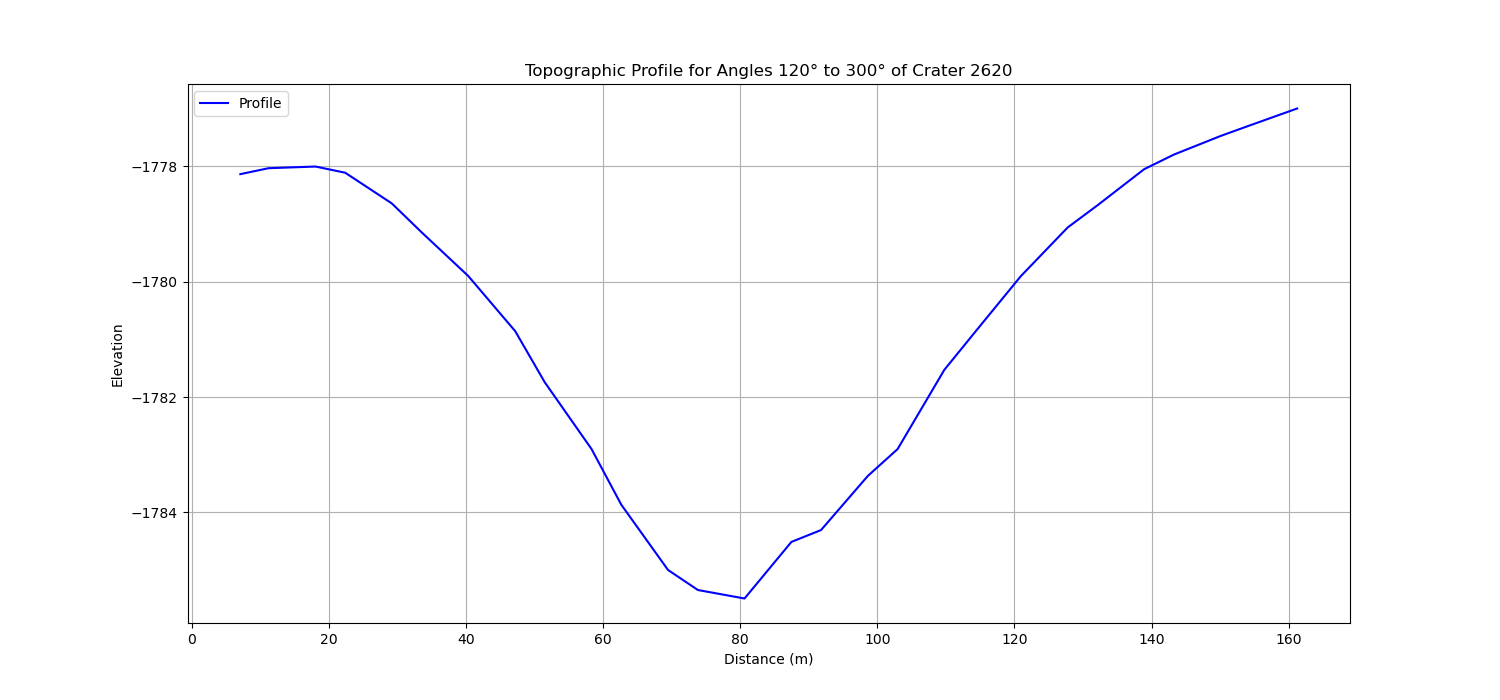 Topographic Profile for Angles 120° to 300° of Crater 2620
Profile
Elevation
−1778
−1780
−1782
−1784
0 20 40 60 80 100 120 140 160
Distance (m)